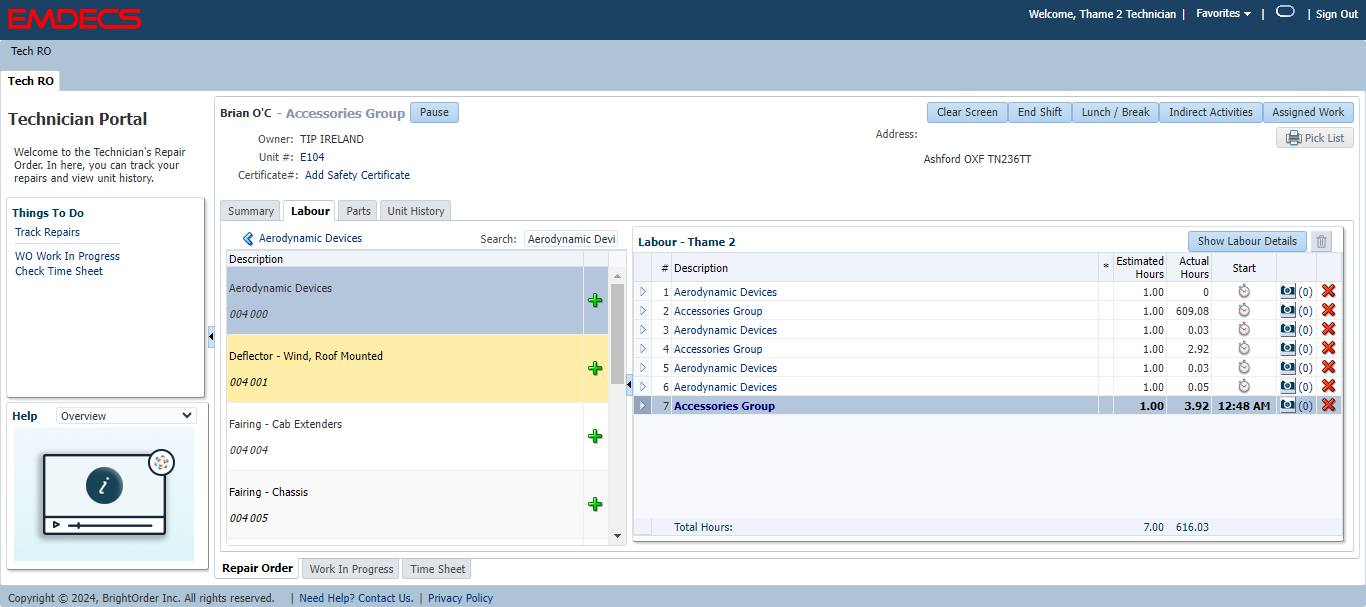 EMDECS
Welcome, Thame 2 Technician | Favorites | | Sign Out
Tech RO
Tech RO
Technician Portal
Welcome to the Technician's Repair
Order. In here, you can track your
repairs and view unit history.
Things To Do
Track Repairs
WO Work In Progress
Check Time Sheet
Help Overview
i
Brian O'C - Accessories Group Pause
Clear Screen End Shift Lunch / Break Indirect Activities Assigned Work
Pick List
Owner: TIP IRELAND
Unit #: E104
Certificate#: Add Safety Certificate
Address:
Ashford OXF TN236TT
Summary Labour Parts Unit History
Aerodynamic Devices Search: Aerodynamic Devi
Description
Aerodynamic Devices
004 000
Deflector - Wind, Roof Mounted
004 001
Fairing - Cab Extenders
004 004
Fairing - Chassis
004 005
Labour - Thame 2 Show Labour Details
# Description * Estimated Hours Actual Hours Start
1 Aerodynamic Devices 1.00 0 (0)
2 Accessories Group 1.00 609.08 (0)
3 Aerodynamic Devices 1.00 0.03 (0)
4 Accessories Group 1.00 2.92 (0)
5 Aerodynamic Devices 1.00 0.03 (0)
6 Aerodynamic Devices 1.00 0.05 (0)
7 Accessories Group 1.00 3.92 12:48 AM (0)
Total Hours: 7.00 616.03
Repair Order Work In Progress Time Sheet
Copyright © 2024, BrightOrder Inc. All rights reserved. | Need Help? Contact Us. | Privacy Policy